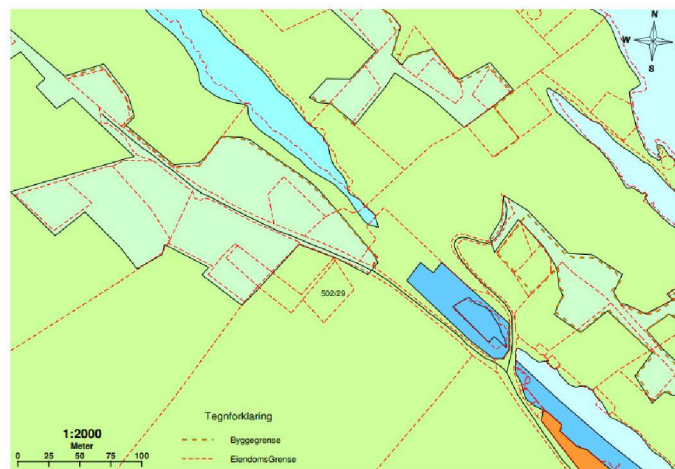 N
W
S
502/29
1:2000
Meter
0 25 50 75 100
Tegnforklaring
Byggegrense
EiendomsGrense